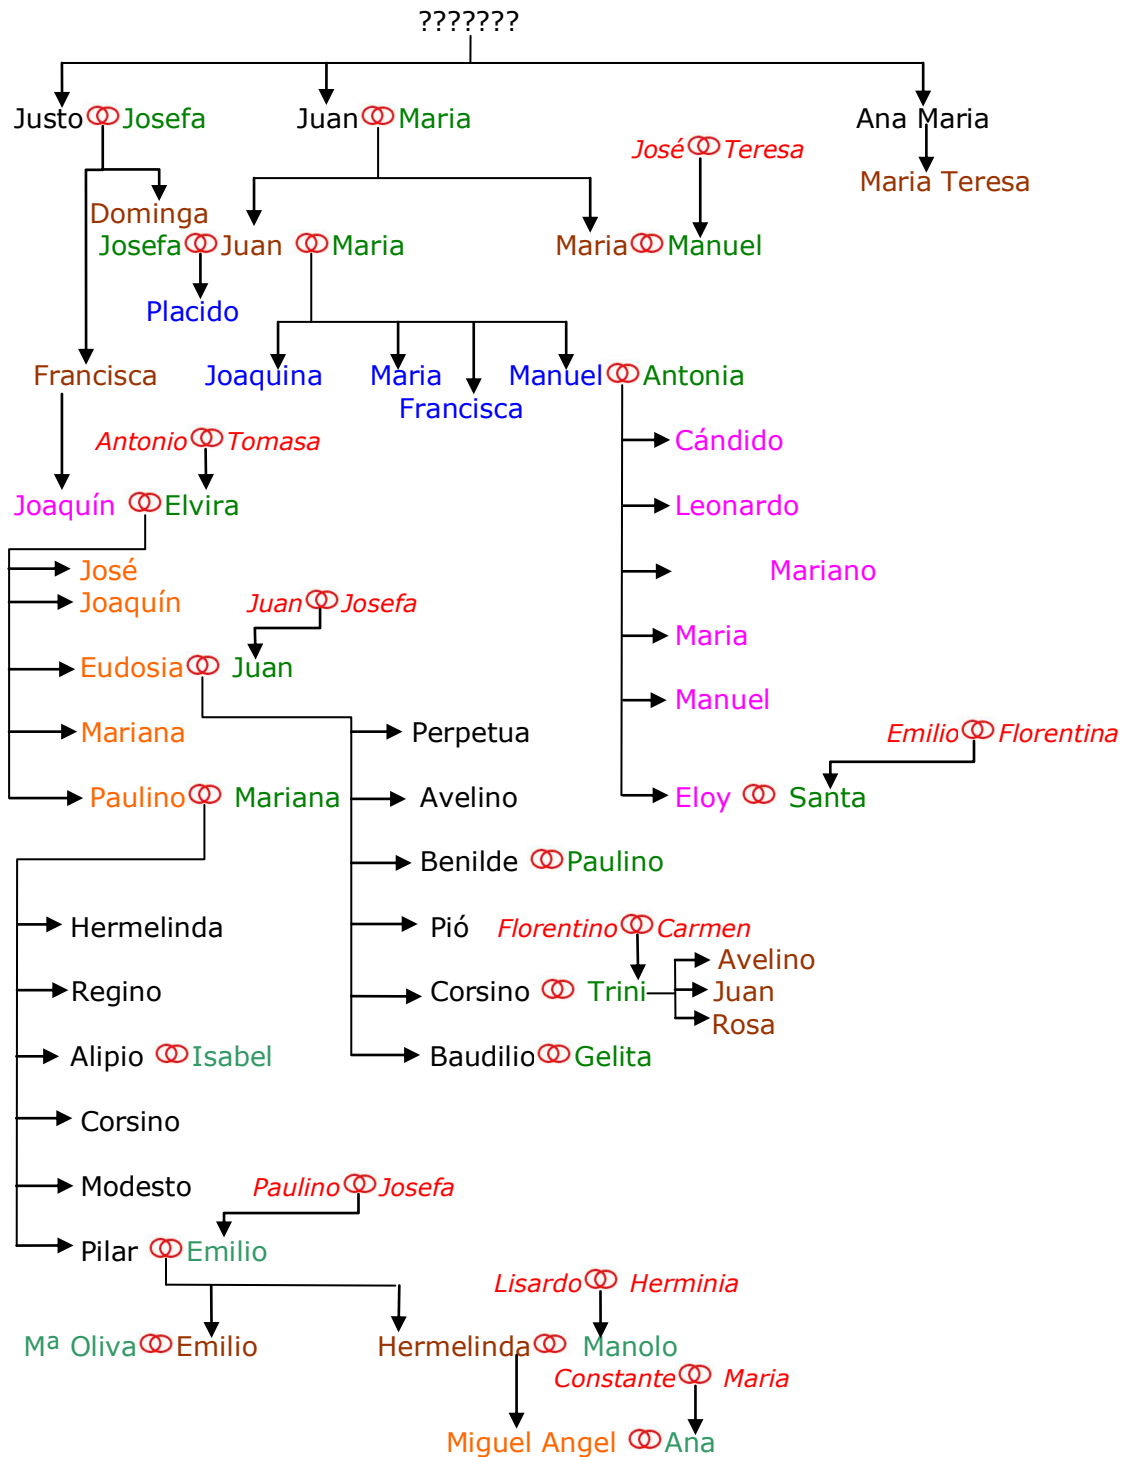 ???????
Justo Josefa Juan Maria Ana Maria
José Teresa
Maria Teresa
Dominga
Josefa Juan Maria Maria Manuel
Placido
Francisca Joaquina Maria Manuel Antonia
Francisca
Antonio Tomasa Cándido
Joaquín Elvira Leonardo
José Mariano
Joaquín Juan Josefa
Maria
Eudosia Juan
Manuel
Mariana Perpetua Emilio Florentina
Paulino Mariana Avelino Eloy Santa
Benilde Paulino
Hermelinda Pió Florentino Carmen
Avelino
Regino Corsino Trini Juan
Rosa
Alipio Isabel Baudilio Gelita
Corsino
Modesto Paulino Josefa
Pilar Emilio
Lisardo Herminia
Mª Oliva Emilio Hermelinda Manolo
Constante Maria
Miguel Angel Ana